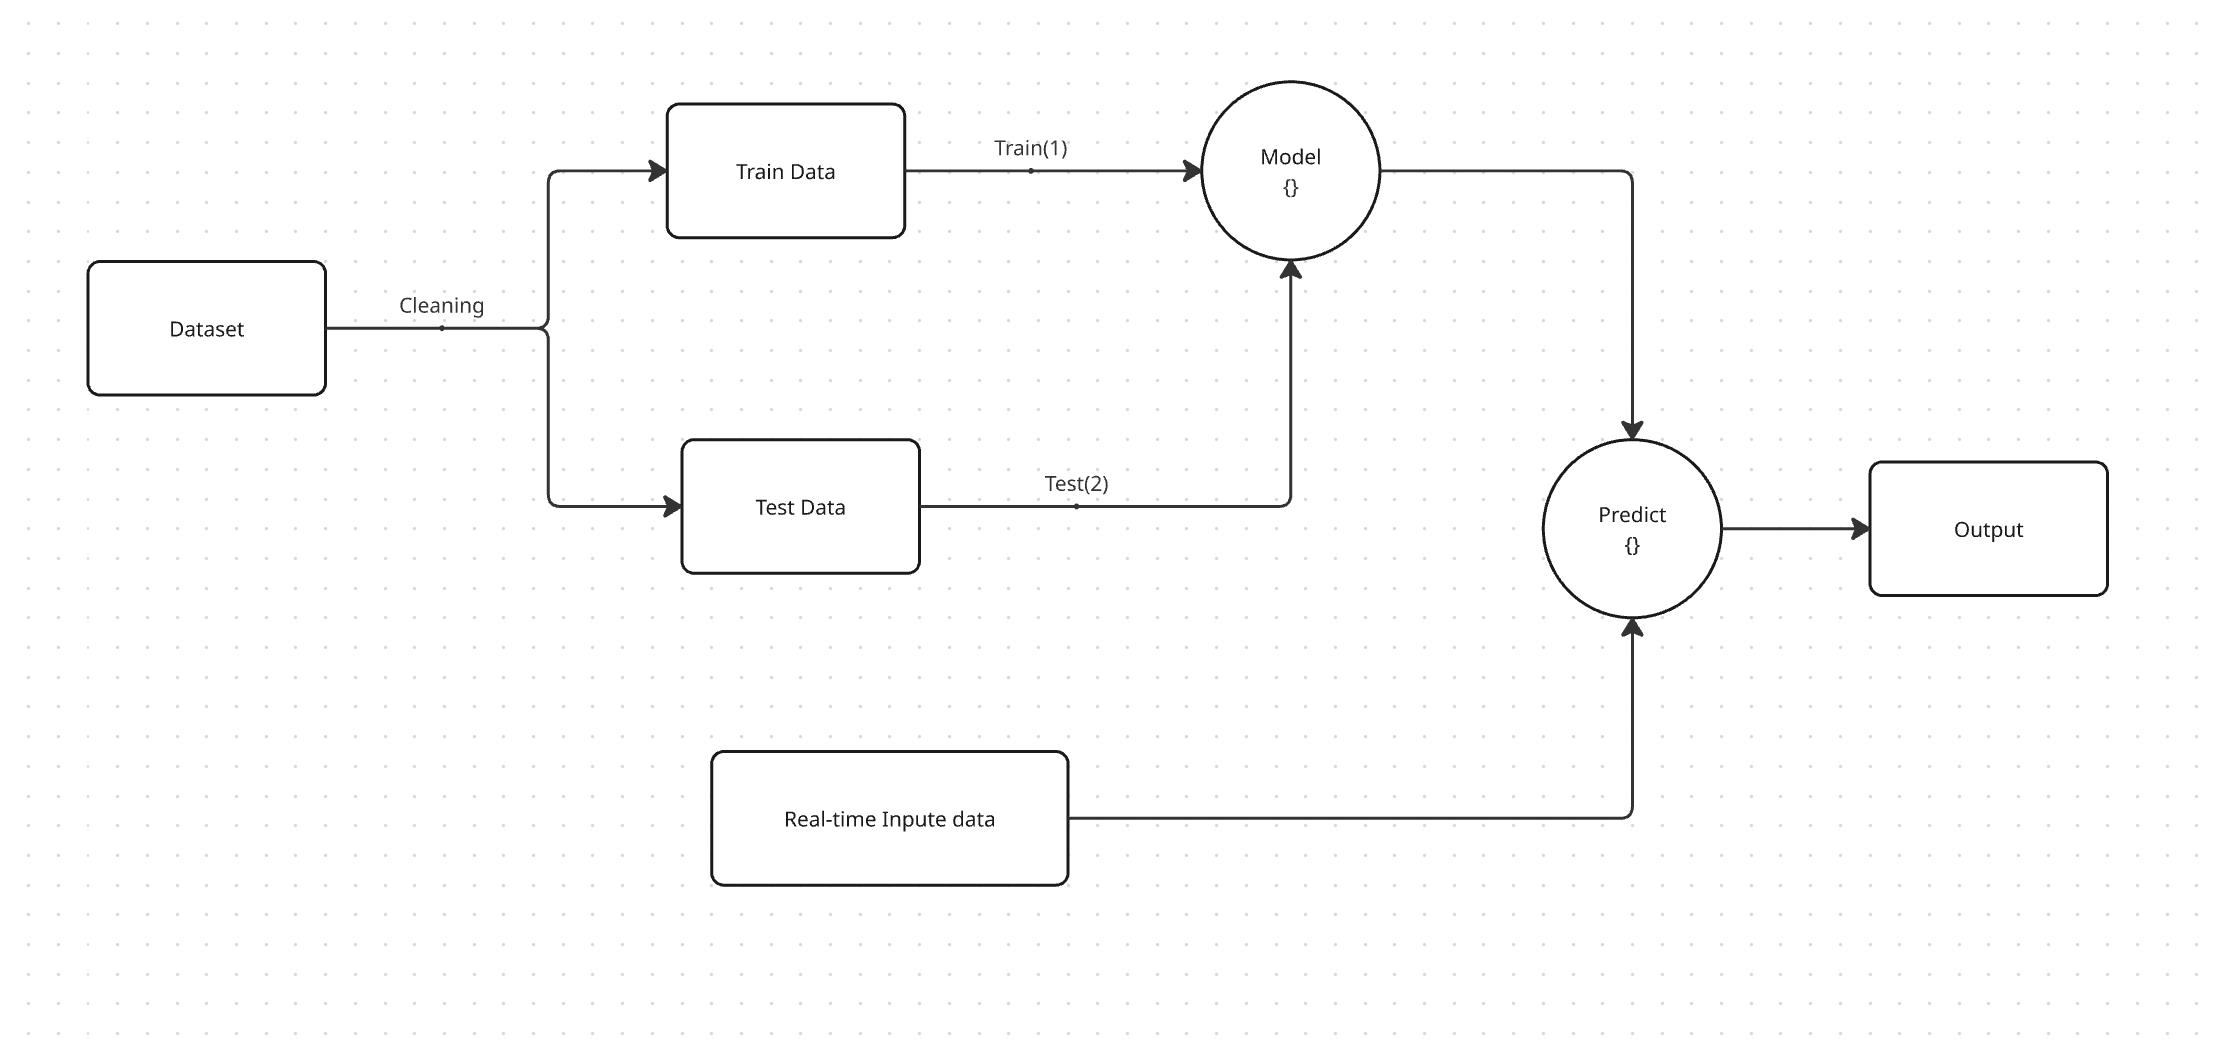 Train Data
Train(1)
Model
{}
Dataset
Cleaning
Test Data
Test(2)
Predict
{}
Output
Real-time Inpute data